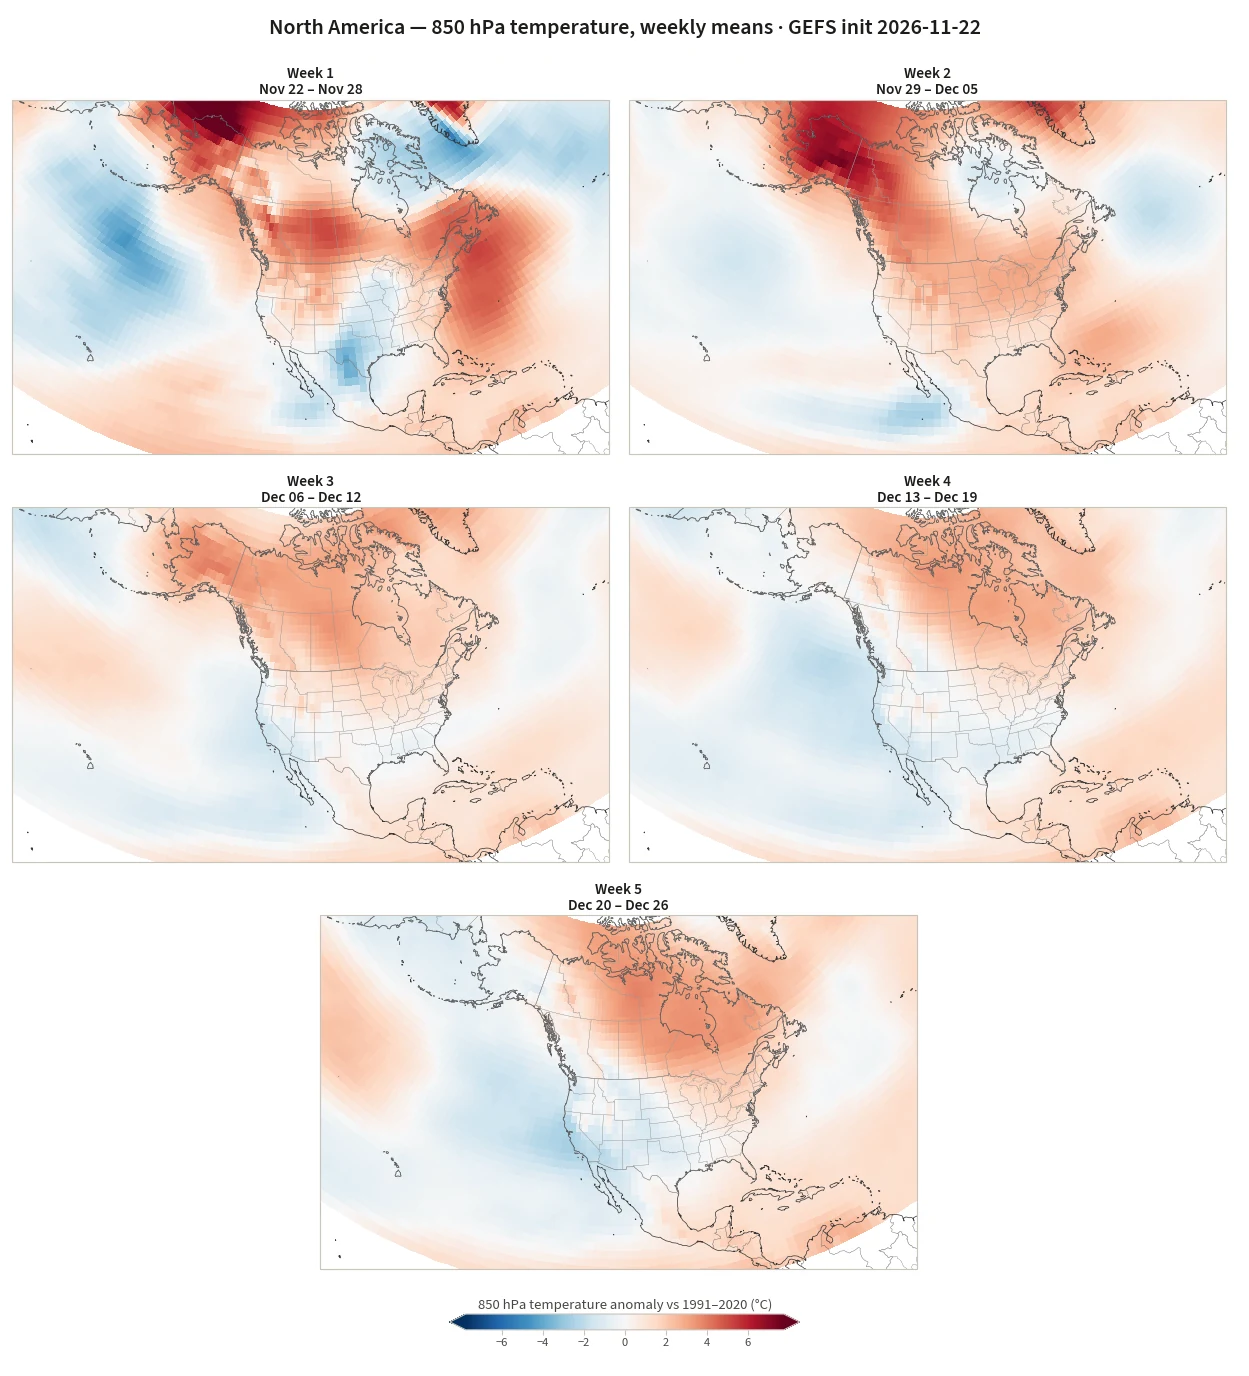 North America — 850 hPa temperature, weekly means · GEFS init 2026-11-22
Week 1
Nov 22 – Nov 28
Week 2
Nov 29 – Dec 05
Week 3
Dec 06 – Dec 12
Week 4
Dec 13 – Dec 19
Week 5
Dec 20 – Dec 26
850 hPa temperature anomaly vs 1991–2020 (°C)
−6 −4 −2 0 2 4 6